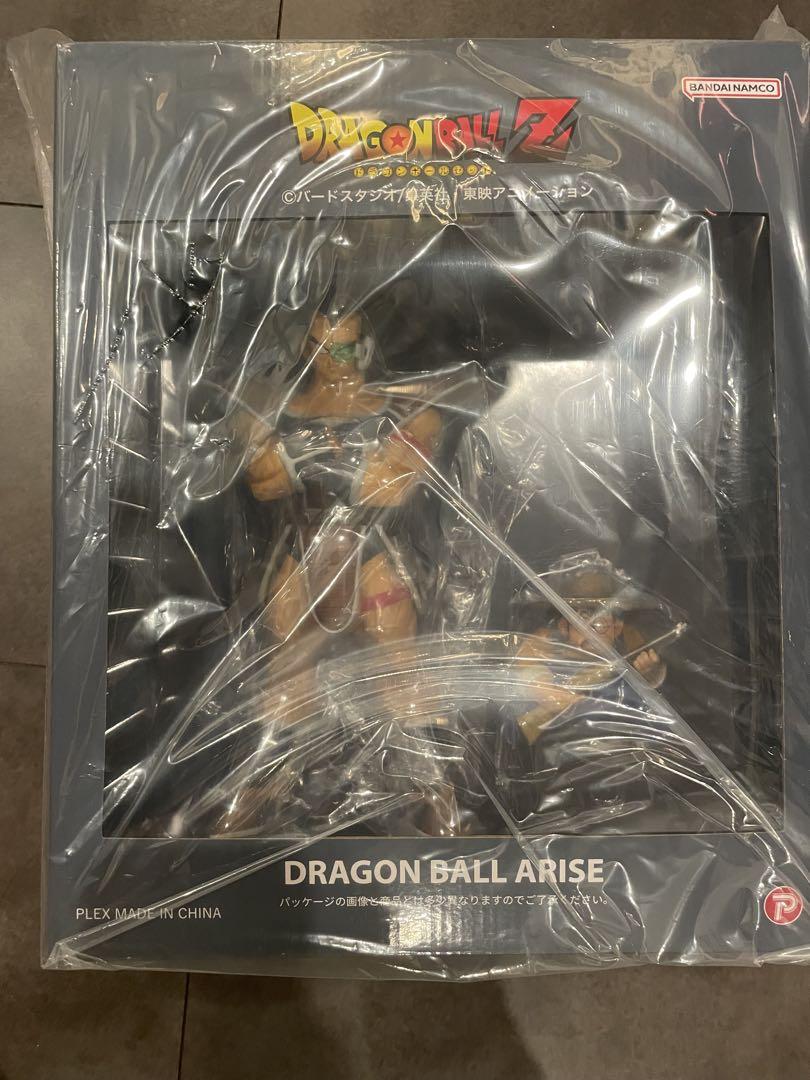 BANDAI NAMCO
DRAGON BALL Z
ドラゴンボールゼット
©バードスタジオ/集英社・東映アニメーション
DRAGON BALL ARISE
パッケージの画像と商品とは多少異なりますのでご了承ください。
PLEX MADE IN CHINA
P